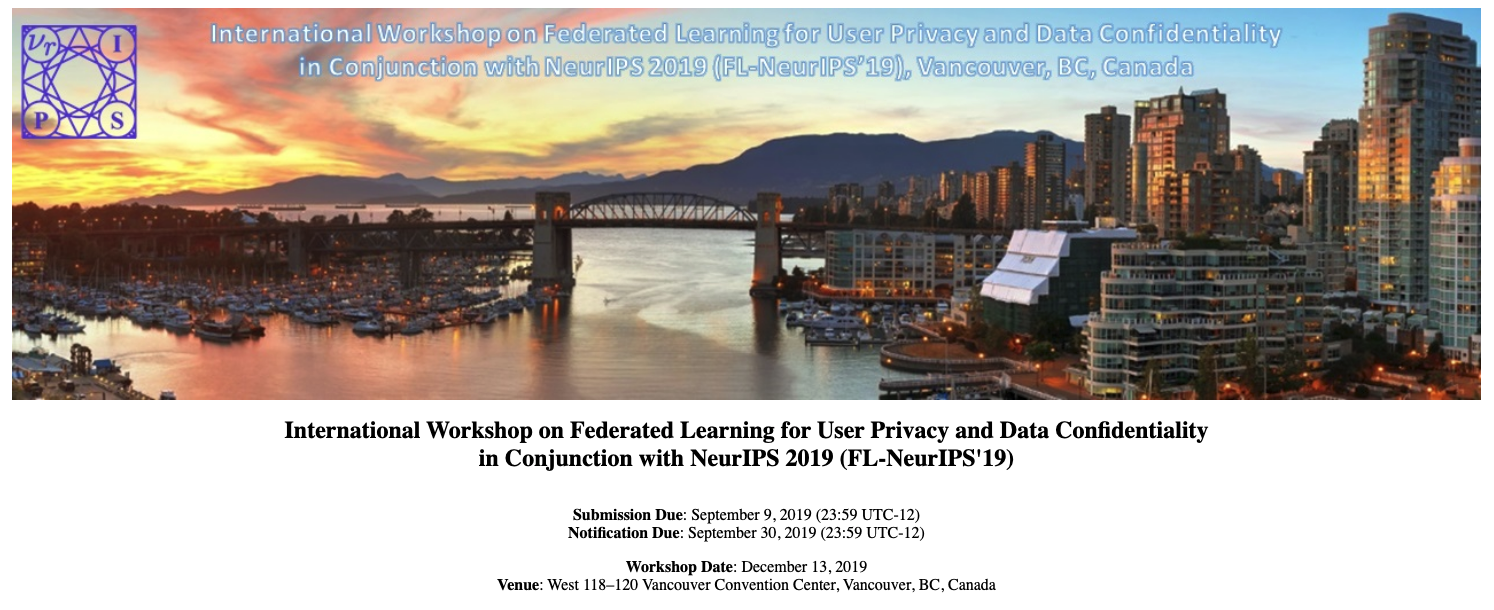 νr I
P S
International Workshop on Federated Learning for User Privacy and Data Confidentiality
in Conjunction with NeurIPS 2019 (FL-NeurIPS’19), Vancouver, BC, Canada
International Workshop on Federated Learning for User Privacy and Data Confidentiality
in Conjunction with NeurIPS 2019 (FL-NeurIPS'19)
Submission Due: September 9, 2019 (23:59 UTC-12)
Notification Due: September 30, 2019 (23:59 UTC-12)
Workshop Date: December 13, 2019
Venue: West 118–120 Vancouver Convention Center, Vancouver, BC, Canada